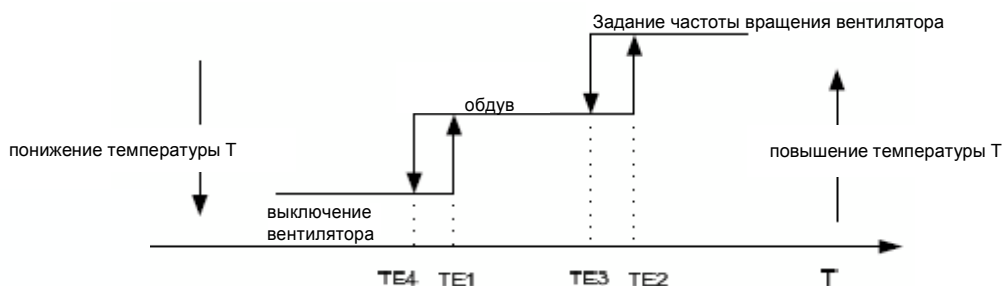 Задание частоты вращения вентилятора
обдув
понижение температуры T
повышение температуры T
выключение
вентилятора
TE4 TE1 TE3 TE2 T